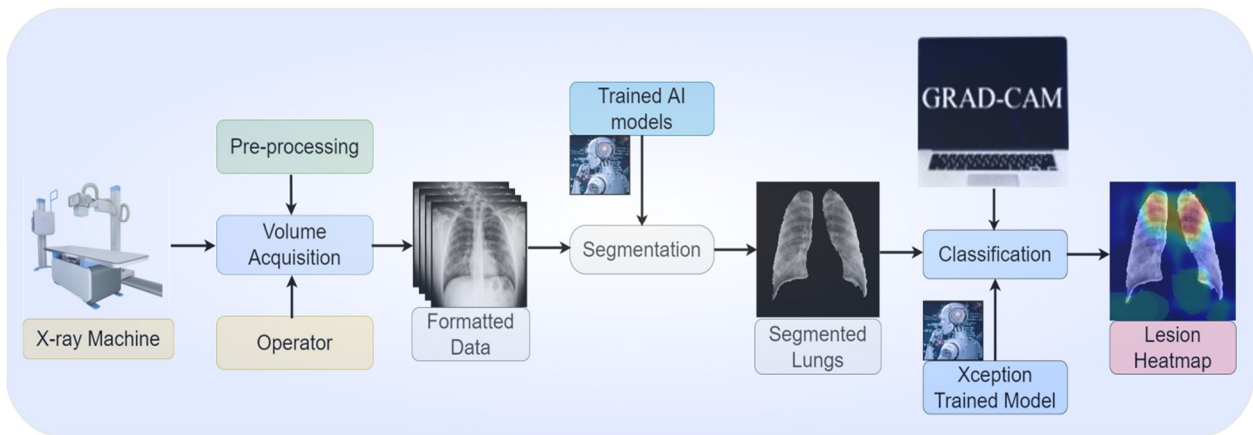 Trained AI
models
GRAD-CAM
Pre-processing
Volume
Acquisition
Segmentation
Classification
X-ray Machine
Operator
Formatted
Data
Segmented
Lungs
Xception
Trained Model
Lesion
Heatmap